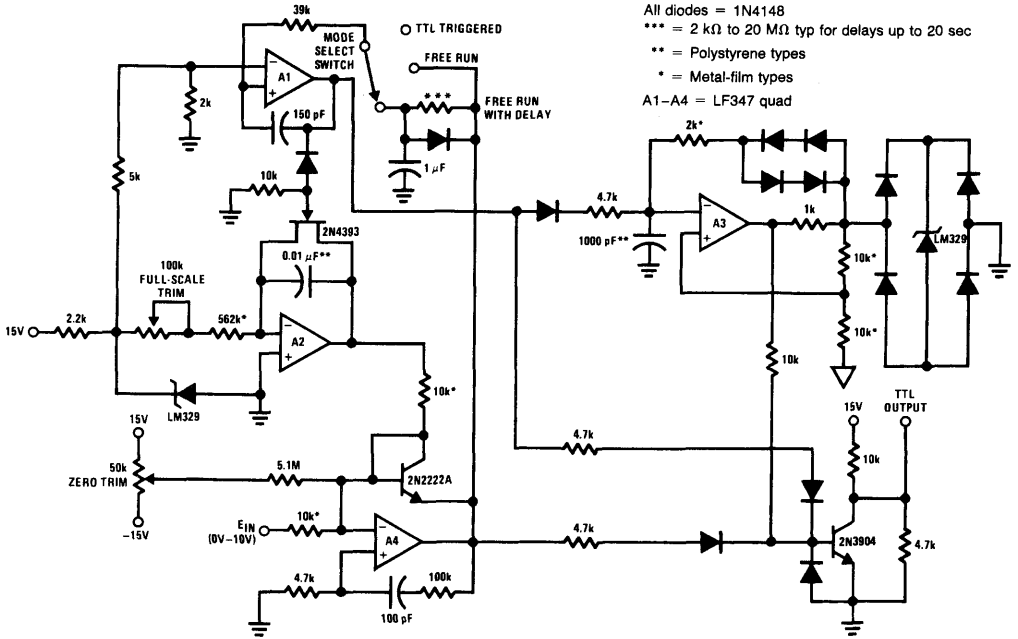 All diodes = 1N4148
*** = 2 kΩ to 20 MΩ typ for delays up to 20 sec
** = Polystyrene types
* = Metal-film types
A1–A4 = LF347 quad
39k
TTL TRIGGERED
MODE
SELECT
SWITCH
FREE RUN
A1
−
+
2k
150 pF
***
FREE RUN
WITH DELAY
1 μF
5k
10k
2N4393
0.01 μF**
100k
FULL-SCALE
TRIM
15V
2.2k
562k*
A2
−
+
LM329
10k*
2k*
4.7k
1000 pF**
A3
−
+
1k
10k*
10k*
LM329
10k
15V
TTL
OUTPUT
10k
15V
50k
ZERO TRIM
−15V
5.1M
2N2222A
4.7k
EIN
(0V–10V)
10k*
A4
−
+
4.7k
2N3904
4.7k
4.7k
100 pF
100k